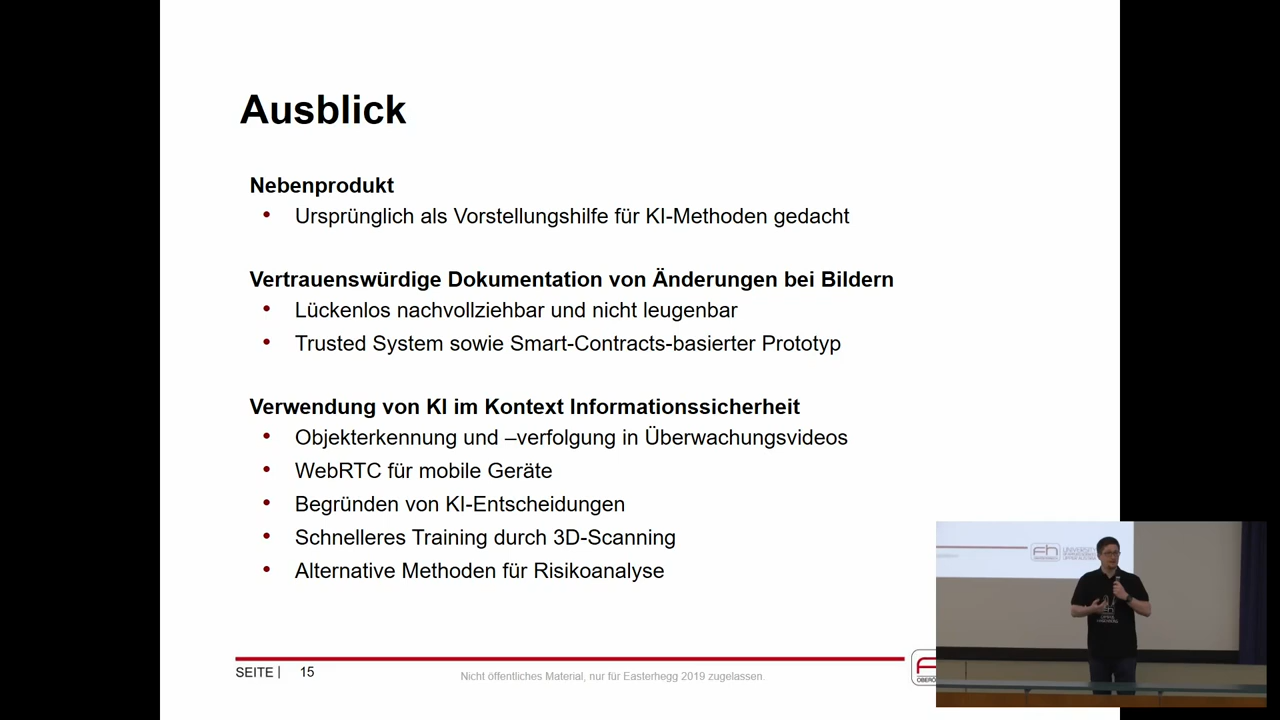 Ausblick
Nebenprodukt
• Ursprünglich als Vorstellungshilfe für KI-Methoden gedacht
Vertrauenswürdige Dokumentation von Änderungen bei Bildern
• Lückenlos nachvollziehbar und nicht leugenbar
• Trusted System sowie Smart-Contracts-basierter Prototyp
Verwendung von KI im Kontext Informationssicherheit
• Objekterkennung und –verfolgung in Überwachungsvideos
• WebRTC für mobile Geräte
• Begründen von KI-Entscheidungen
• Schnelleres Training durch 3D-Scanning
• Alternative Methoden für Risikoanalyse
SEITE | 15
Nicht öffentliches Material, nur für Easterhegg 2019 zugelassen.